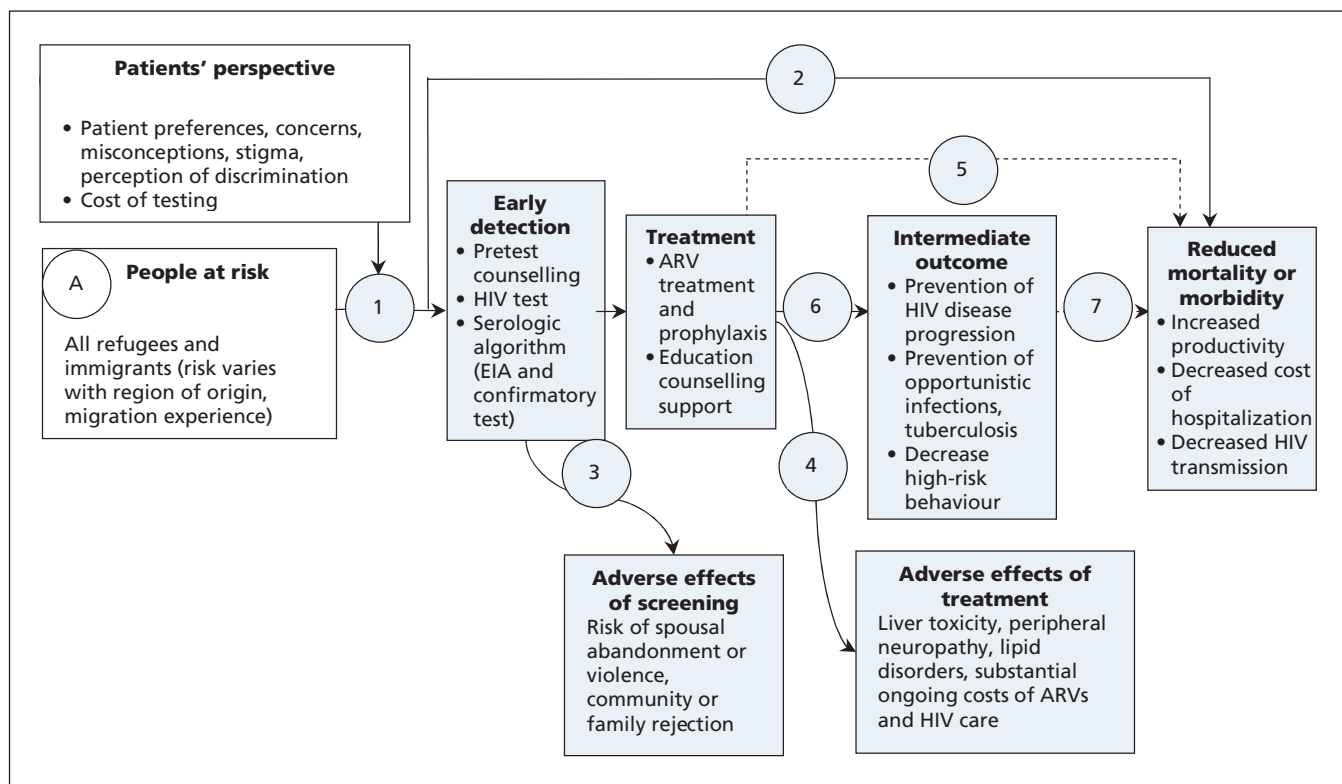 Patients’ perspective
• Patient preferences, concerns,
misconceptions, stigma,
perception of discrimination
• Cost of testing
A
People at risk
All refugees and
immigrants (risk varies
with region of origin,
migration experience)
1
2
Early
detection
• Pretest
counselling
• HIV test
• Serologic
algorithm
(EIA and
confirmatory
test)
3
Adverse effects
of screening
Risk of spousal
abandonment or
violence,
community or
family rejection
Treatment
• ARV
treatment
and
prophylaxis
• Education
counselling
support
4
Adverse effects of
treatment
Liver toxicity, peripheral
neuropathy, lipid
disorders, substantial
ongoing costs of ARVs
and HIV care
5
6
Intermediate
outcome
• Prevention of
HIV disease
progression
• Prevention of
opportunistic
infections,
tuberculosis
• Decrease
high-risk
behaviour
7
Reduced
mortality or
morbidity
• Increased
productivity
• Decreased cost
of
hospitalization
• Decreased HIV
transmission